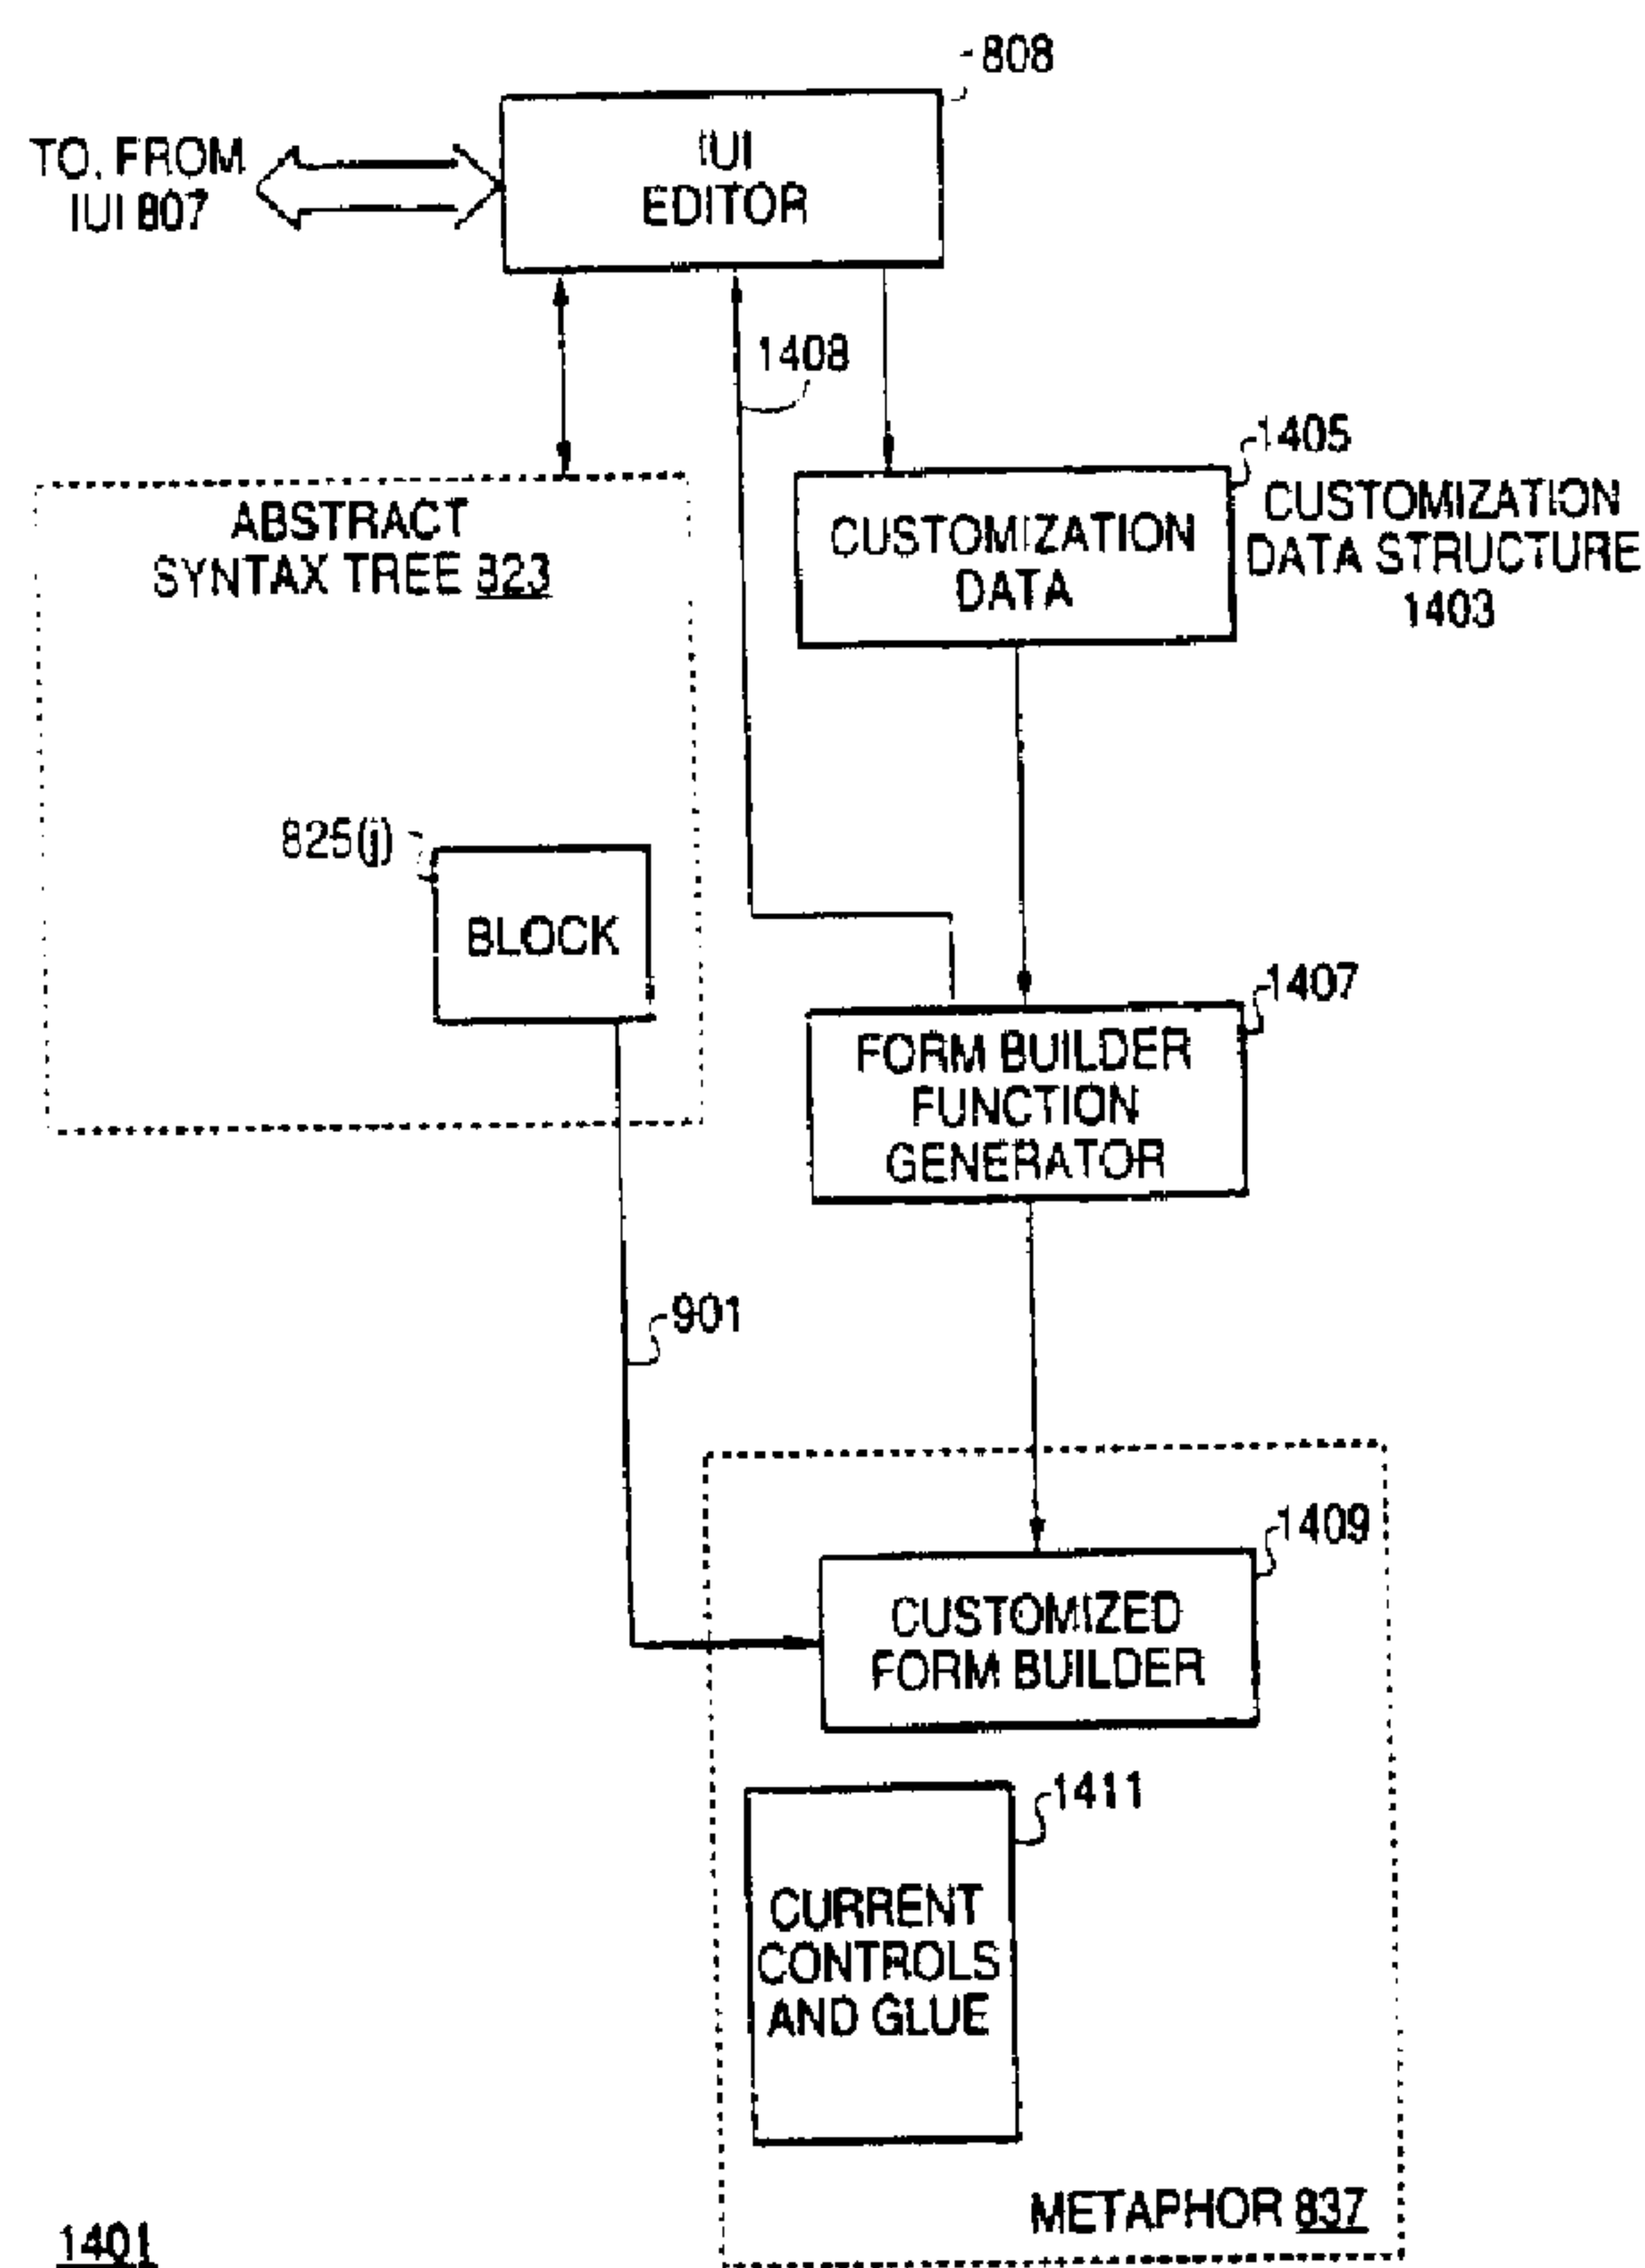 808
TO, FROM
IUI 807
IUI
EDITOR
1408
1405
CUSTOMIZATION
DATA STRUCTURE
1403
ABSTRACT
SYNTAX TREE 823
CUSTOMIZATION
DATA
825(j)
BLOCK
1407
FORM BUILDER
FUNCTION
GENERATOR
901
1409
CUSTOMIZED
FORM BUILDER
1411
CURRENT
CONTROLS
AND GLUE
METAPHOR 837
1401